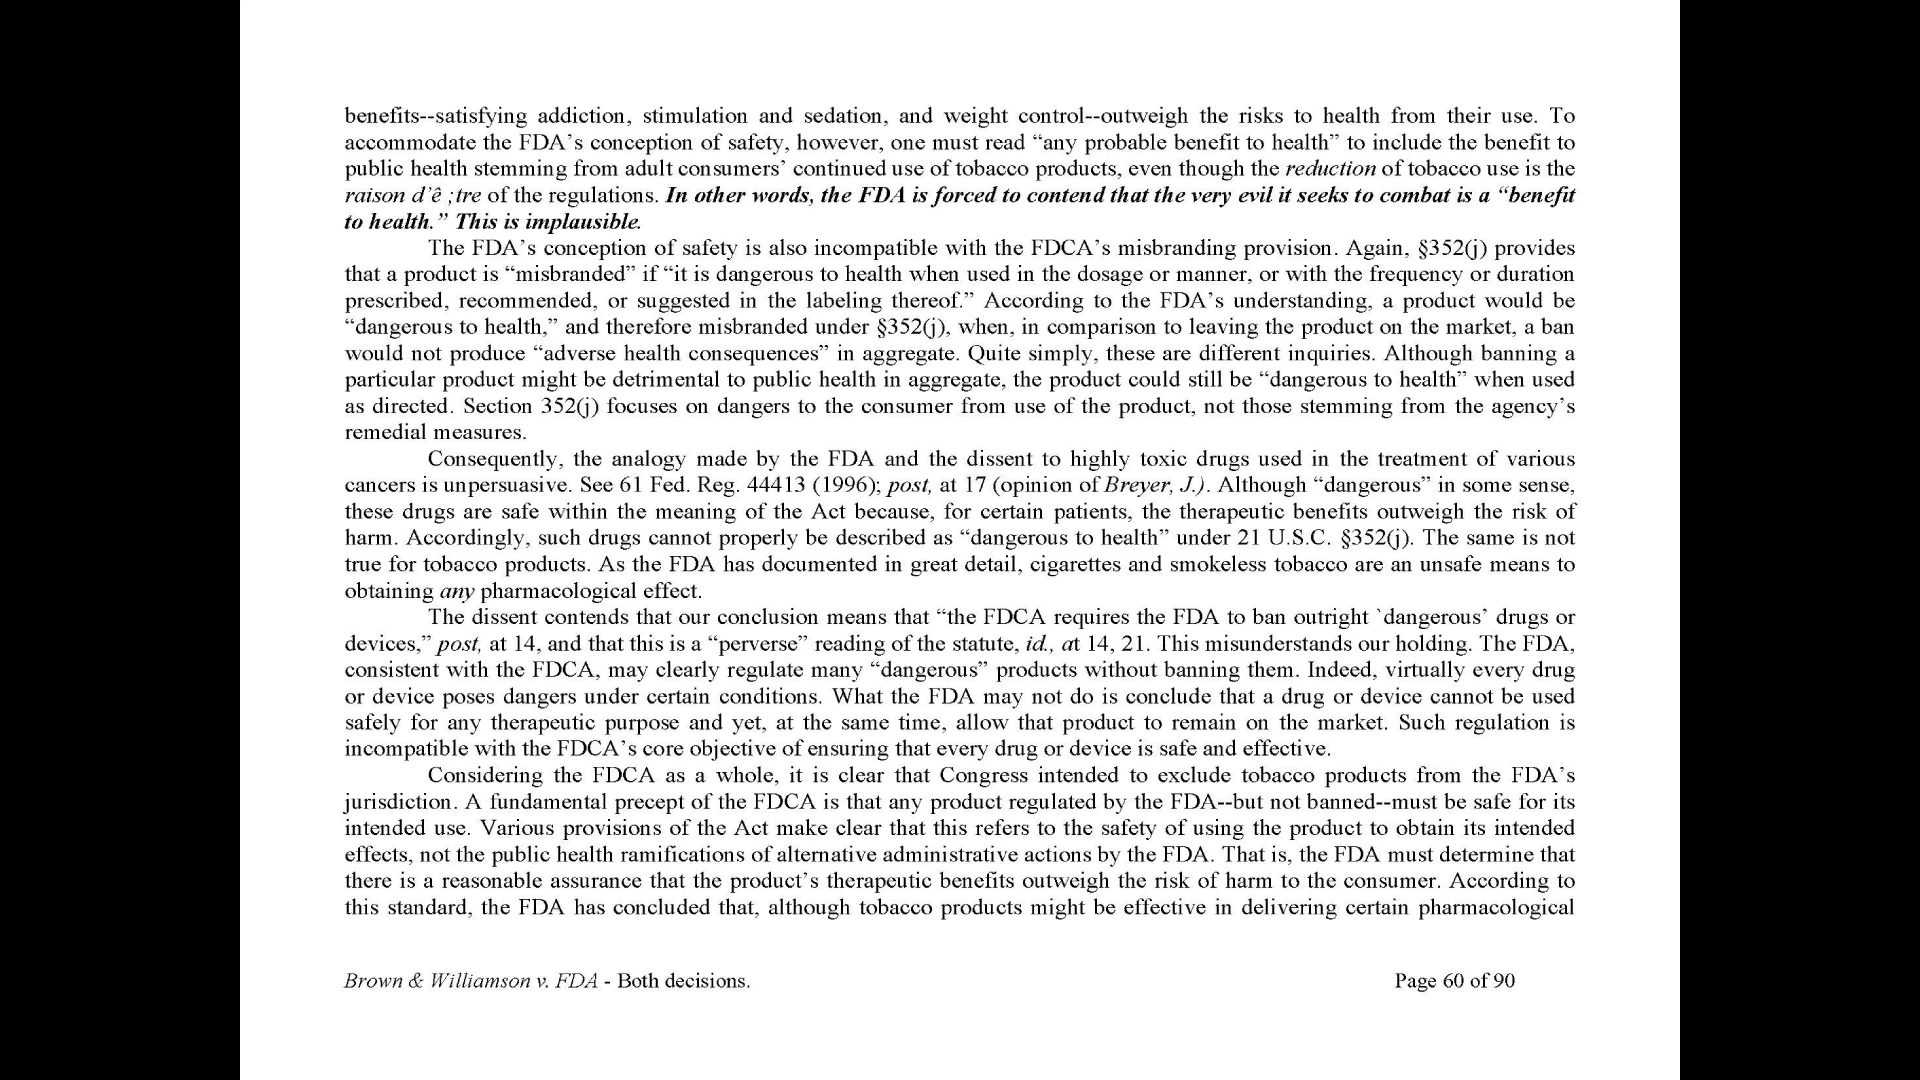 benefits--satisfying addiction, stimulation and sedation, and weight control--outweigh the risks to health from their use. To
accommodate the FDA’s conception of safety, however, one must read “any probable benefit to health” to include the benefit to
public health stemming from adult consumers’ continued use of tobacco products, even though the reduction of tobacco use is the
raison d’ê ;tre of the regulations. In other words, the FDA is forced to contend that the very evil it seeks to combat is a “benefit
to health.” This is implausible.
The FDA’s conception of safety is also incompatible with the FDCA’s misbranding provision. Again, §352(j) provides
that a product is “misbranded” if “it is dangerous to health when used in the dosage or manner, or with the frequency or duration
prescribed, recommended, or suggested in the labeling thereof.” According to the FDA’s understanding, a product would be
“dangerous to health,” and therefore misbranded under §352(j), when, in comparison to leaving the product on the market, a ban
would not produce “adverse health consequences” in aggregate. Quite simply, these are different inquiries. Although banning a
particular product might be detrimental to public health in aggregate, the product could still be “dangerous to health” when used
as directed. Section 352(j) focuses on dangers to the consumer from use of the product, not those stemming from the agency’s
remedial measures.
Consequently, the analogy made by the FDA and the dissent to highly toxic drugs used in the treatment of various
cancers is unpersuasive. See 61 Fed. Reg. 44413 (1996); post, at 17 (opinion of Breyer, J.). Although “dangerous” in some sense,
these drugs are safe within the meaning of the Act because, for certain patients, the therapeutic benefits outweigh the risk of
harm. Accordingly, such drugs cannot properly be described as “dangerous to health” under 21 U.S.C. §352(j). The same is not
true for tobacco products. As the FDA has documented in great detail, cigarettes and smokeless tobacco are an unsafe means to
obtaining any pharmacological effect.
The dissent contends that our conclusion means that “the FDCA requires the FDA to ban outright `dangerous’ drugs or
devices,” post, at 14, and that this is a “perverse” reading of the statute, id., at 14, 21. This misunderstands our holding. The FDA,
consistent with the FDCA, may clearly regulate many “dangerous” products without banning them. Indeed, virtually every drug
or device poses dangers under certain conditions. What the FDA may not do is conclude that a drug or device cannot be used
safely for any therapeutic purpose and yet, at the same time, allow that product to remain on the market. Such regulation is
incompatible with the FDCA’s core objective of ensuring that every drug or device is safe and effective.
Considering the FDCA as a whole, it is clear that Congress intended to exclude tobacco products from the FDA’s
jurisdiction. A fundamental precept of the FDCA is that any product regulated by the FDA--but not banned--must be safe for its
intended use. Various provisions of the Act make clear that this refers to the safety of using the product to obtain its intended
effects, not the public health ramifications of alternative administrative actions by the FDA. That is, the FDA must determine that
there is a reasonable assurance that the product’s therapeutic benefits outweigh the risk of harm to the consumer. According to
this standard, the FDA has concluded that, although tobacco products might be effective in delivering certain pharmacological
Brown & Williamson v. FDA - Both decisions. Page 60 of 90